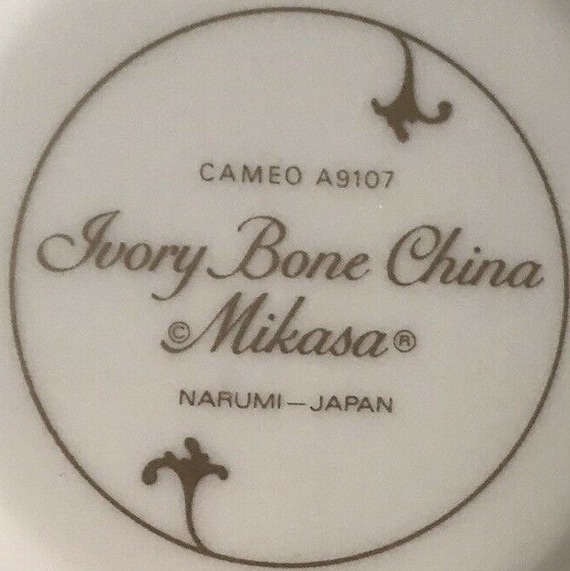 CAMEO A9107
Ivory Bone China
© Mikasa ®
NARUMI—JAPAN